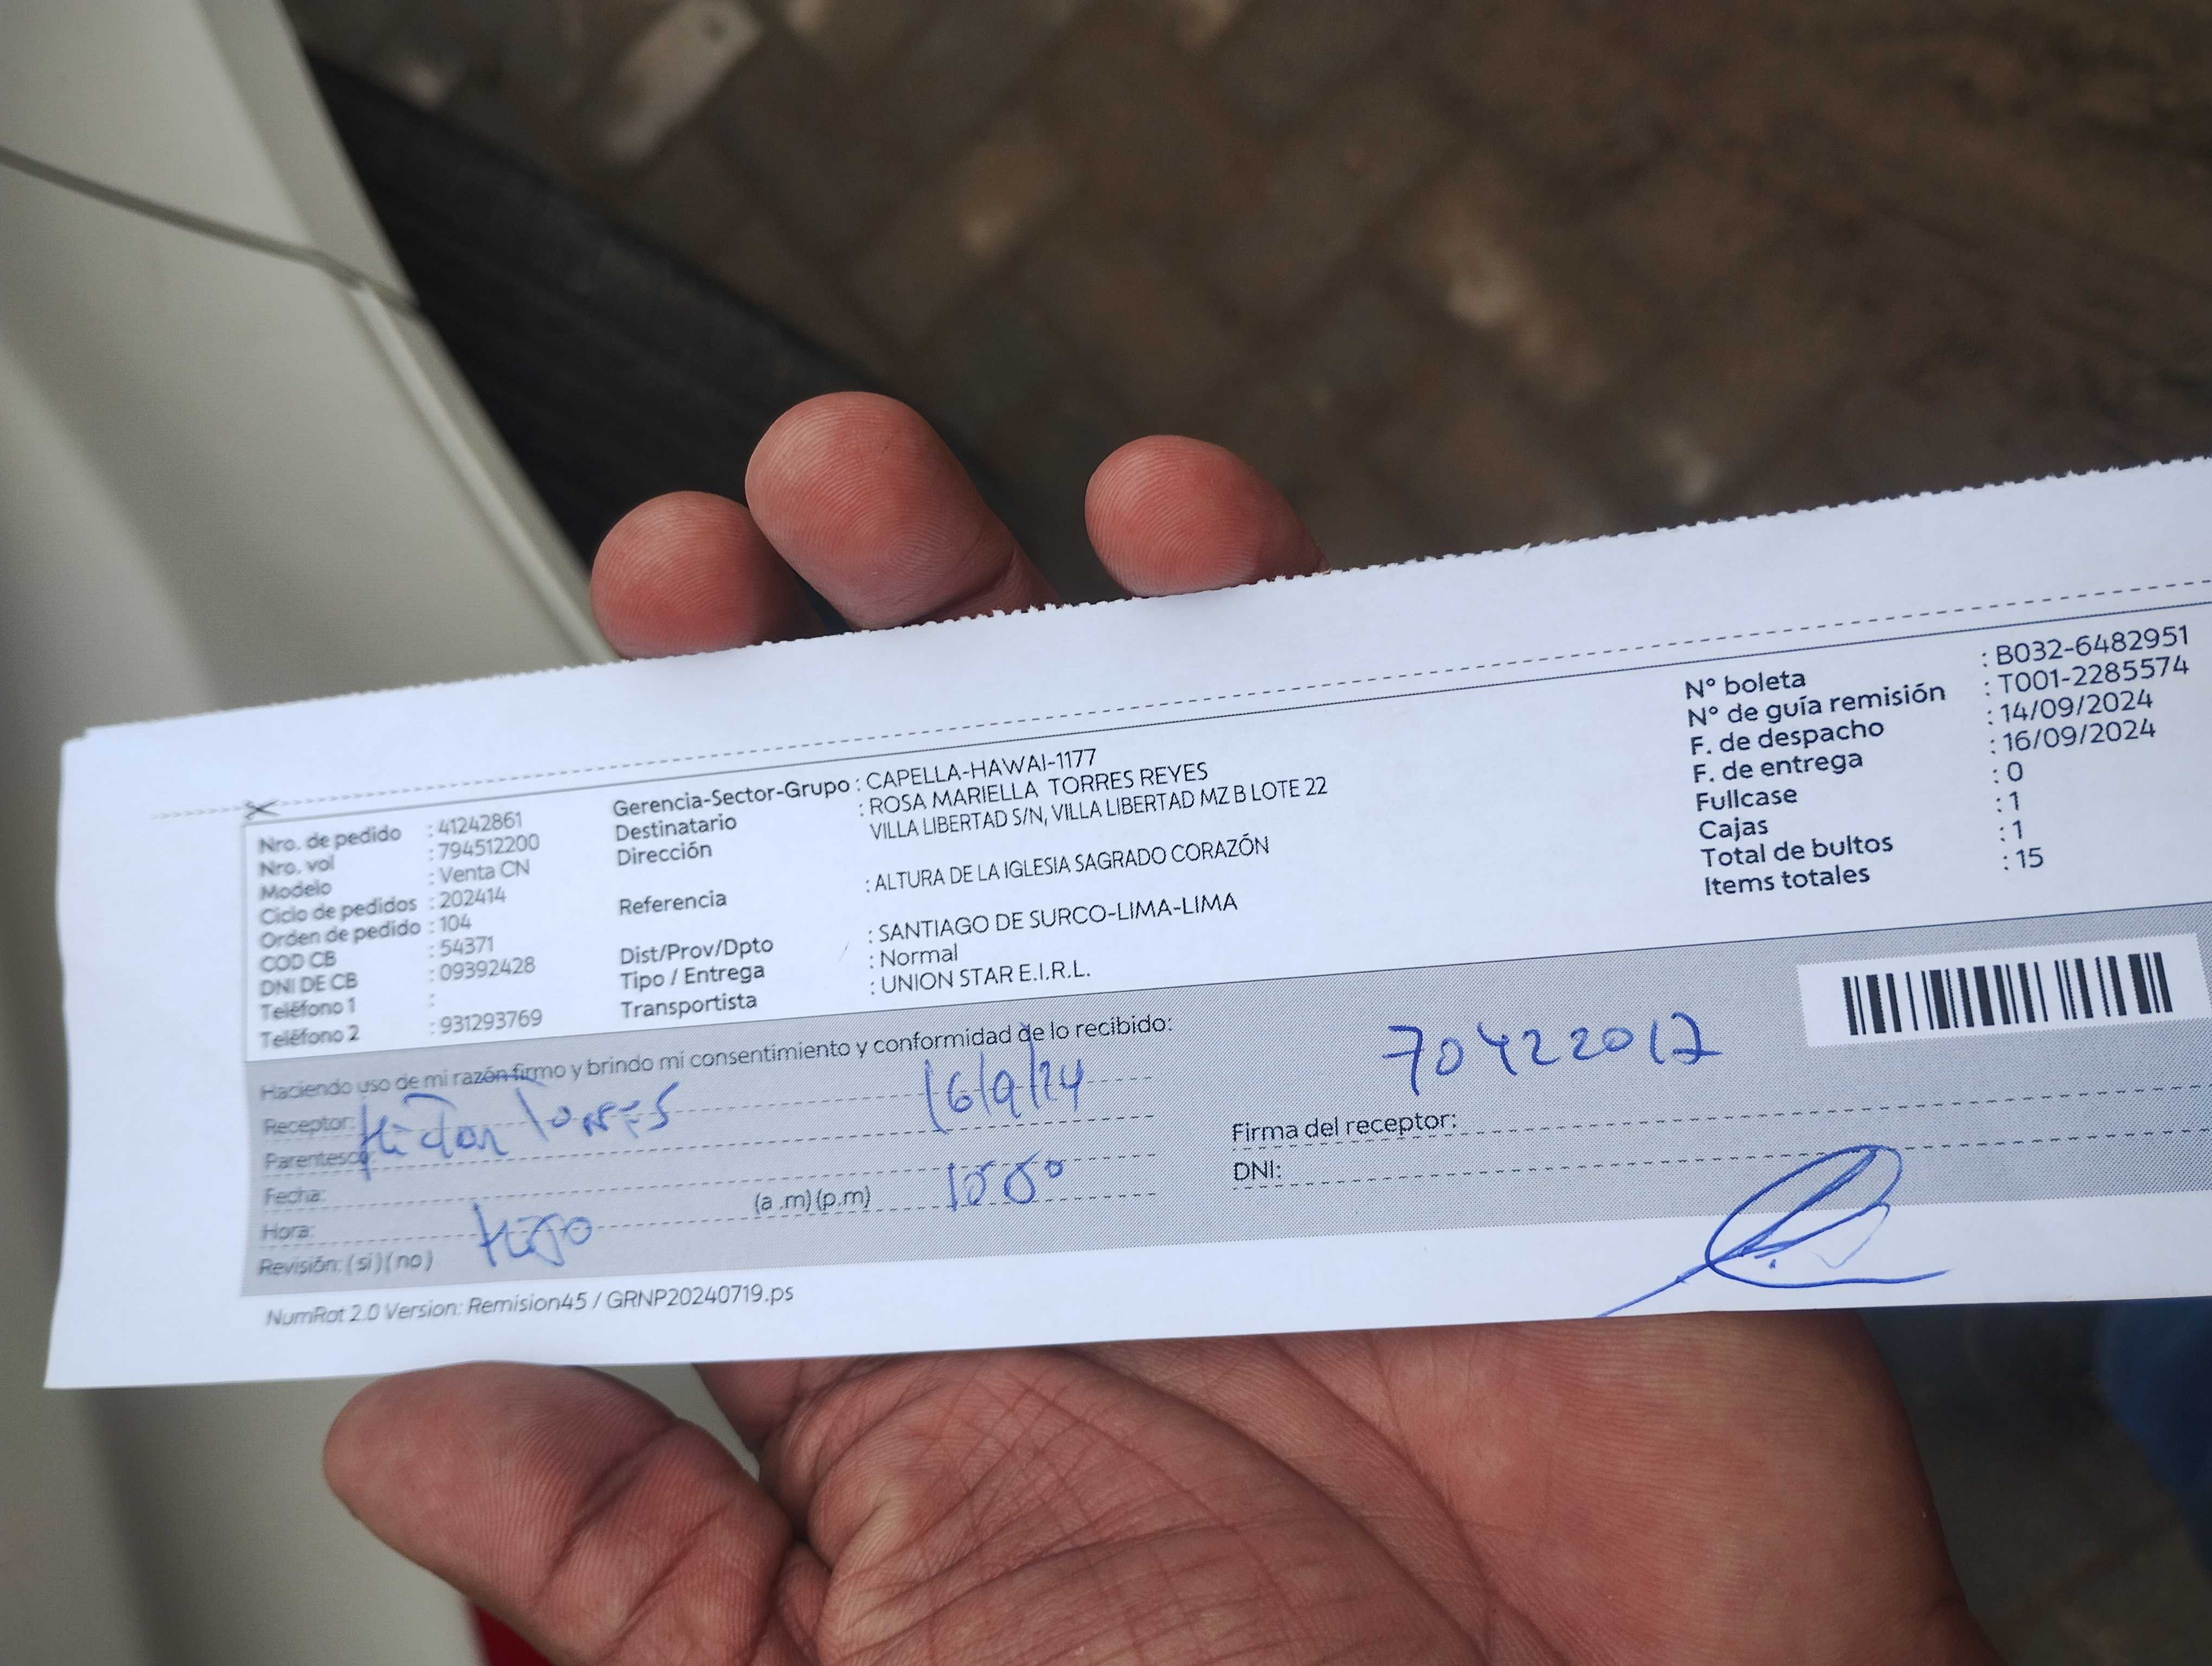 Nro. de pedido : 41242861
Nro. vol : 794512200
Modelo : Venta CN
Ciclo de pedidos : 202414
Orden de pedido : 104
COD CB : 54371
DNI DE CB : 09392428
Teléfono 1 :
Teléfono 2 : 931293769
Gerencia-Sector-Grupo : CAPELLA-HAWAI-1177
Destinatario : ROSA MARIELLA TORRES REYES
Dirección VILLA LIBERTAD S/N, VILLA LIBERTAD MZ B LOTE 22
Referencia : ALTURA DE LA IGLESIA SAGRADO CORAZÓN
Dist/Prov/Dpto : SANTIAGO DE SURCO-LIMA-LIMA
Tipo / Entrega : Normal
Transportista : UNION STAR E.I.R.L.
N° boleta : B032-6482951
N° de guía remisión : T001-2285574
F. de despacho : 14/09/2024
F. de entrega : 16/09/2024
Fullcase : 0
Cajas : 1
Total de bultos : 1
Items totales : 15
Haciendo uso de mi razón firmo y brindo mi consentimiento y conformidad de lo recibido:
Receptor: Torres 16/9/24
Parentesco:
Fecha:
Hora: (a .m)(p.m)
Revisión: (si)(no) Hijo
70422017
Firma del receptor:
DNI:
NumRot 2.0 Version: Remision45 / GRNP20240719.ps